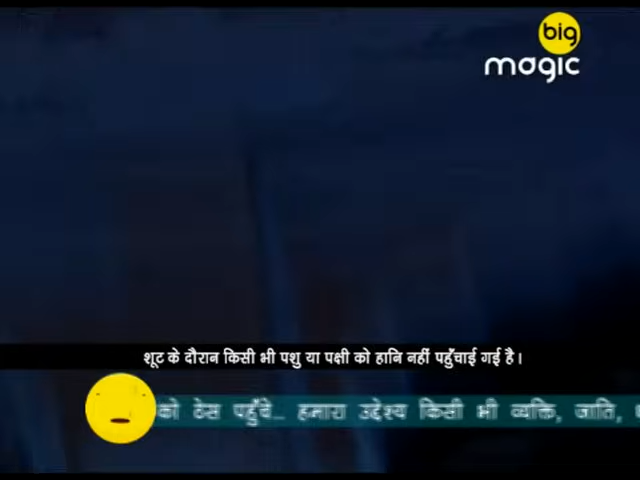 big
magic
शूट के दौरान किसी भी पशु या पक्षी को हानि नहीं पहुँचाई गई है।
को ठेस पहुँचे... हमारा उद्देश्य किसी भी व्यक्ति, जाति,